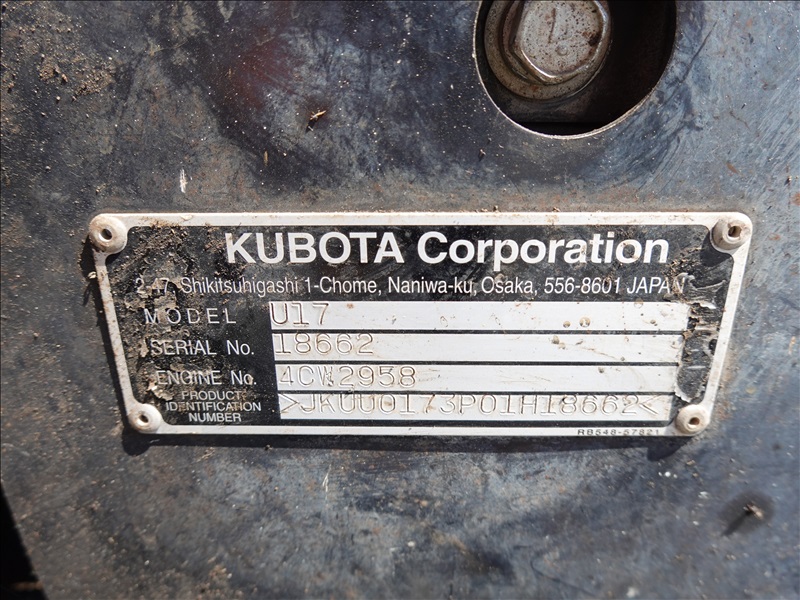 KUBOTA Corporation
2-47, Shikitsuhigashi 1-Chome, Naniwa-ku, Osaka, 556-8601 JAPAN
MODEL U17
SERIAL No. 18662
ENGINE No. 4CW2958
PRODUCT
IDENTIFICATION >JKUU0173P01H18662<
NUMBER
RB548-57821